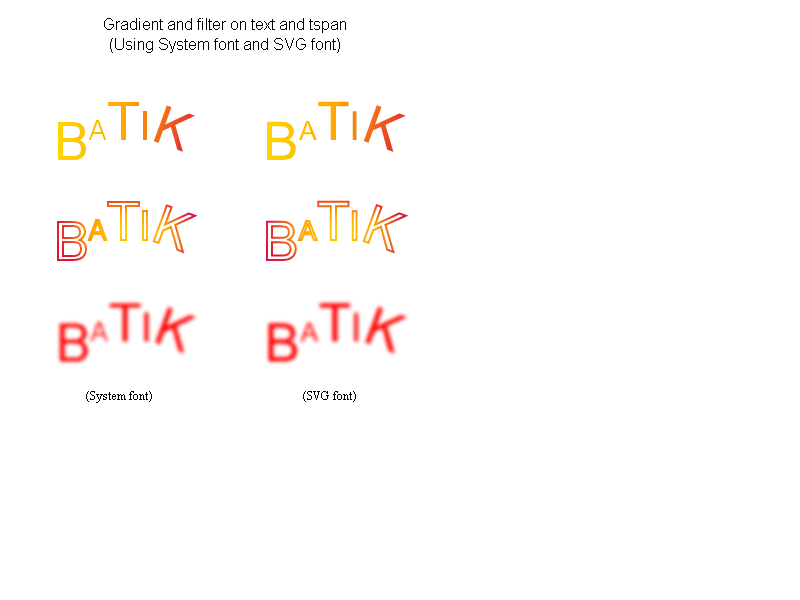 Gradient and filter on text and tspan
(Using System font and SVG font)
BATIK BATIK
BATIK BATIK
BATIK BATIK
(System font) (SVG font)